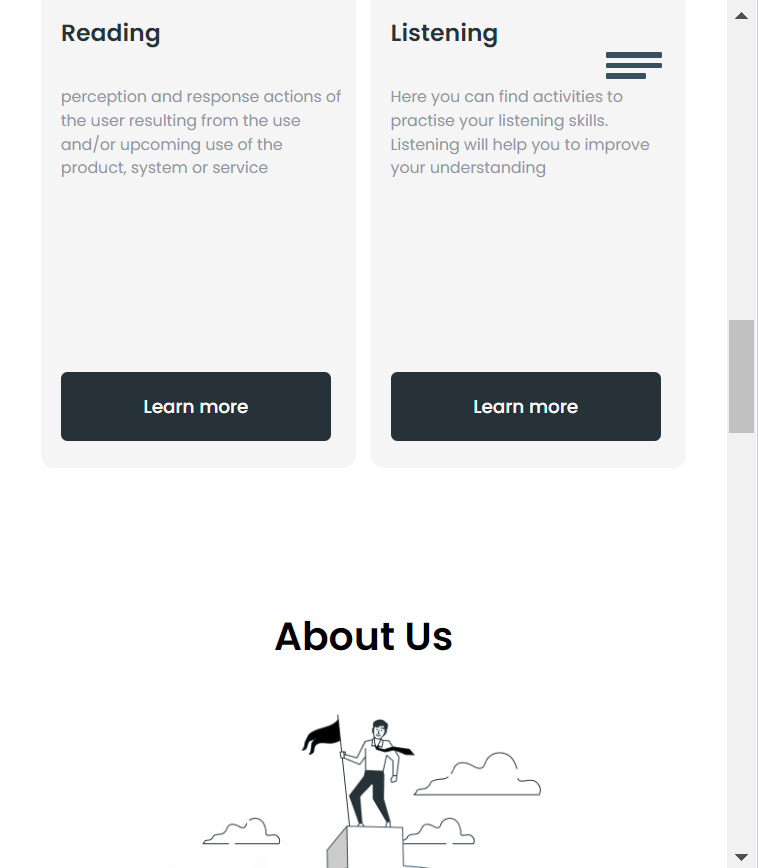 Reading
perception and response actions of
the user resulting from the use
and/or upcoming use of the
product, system or service
Learn more
Listening
Here you can find activities to
practise your listening skills.
Listening will help you to improve
your understanding
Learn more
About Us